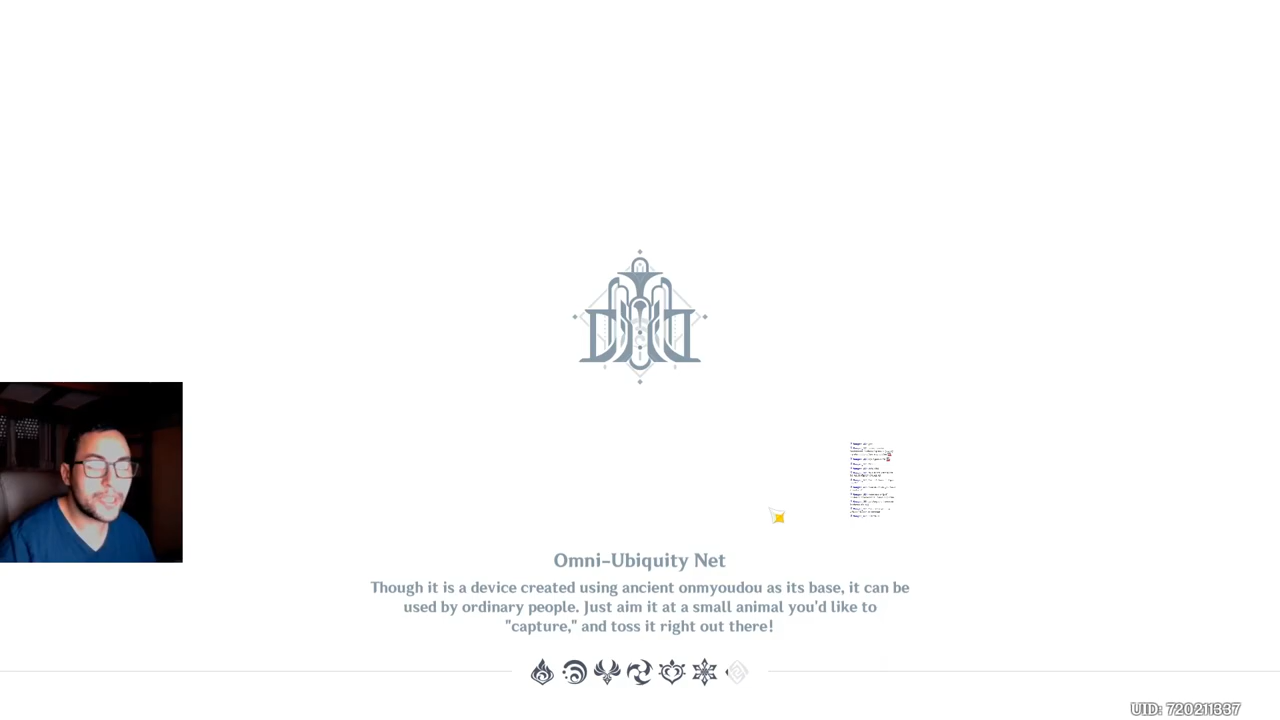 Omni-Ubiquity Net
Though it is a device created using ancient onmyoudou as its base, it can be
used by ordinary people. Just aim it at a small animal you'd like to
"capture," and toss it right out there!
UID: 720211337